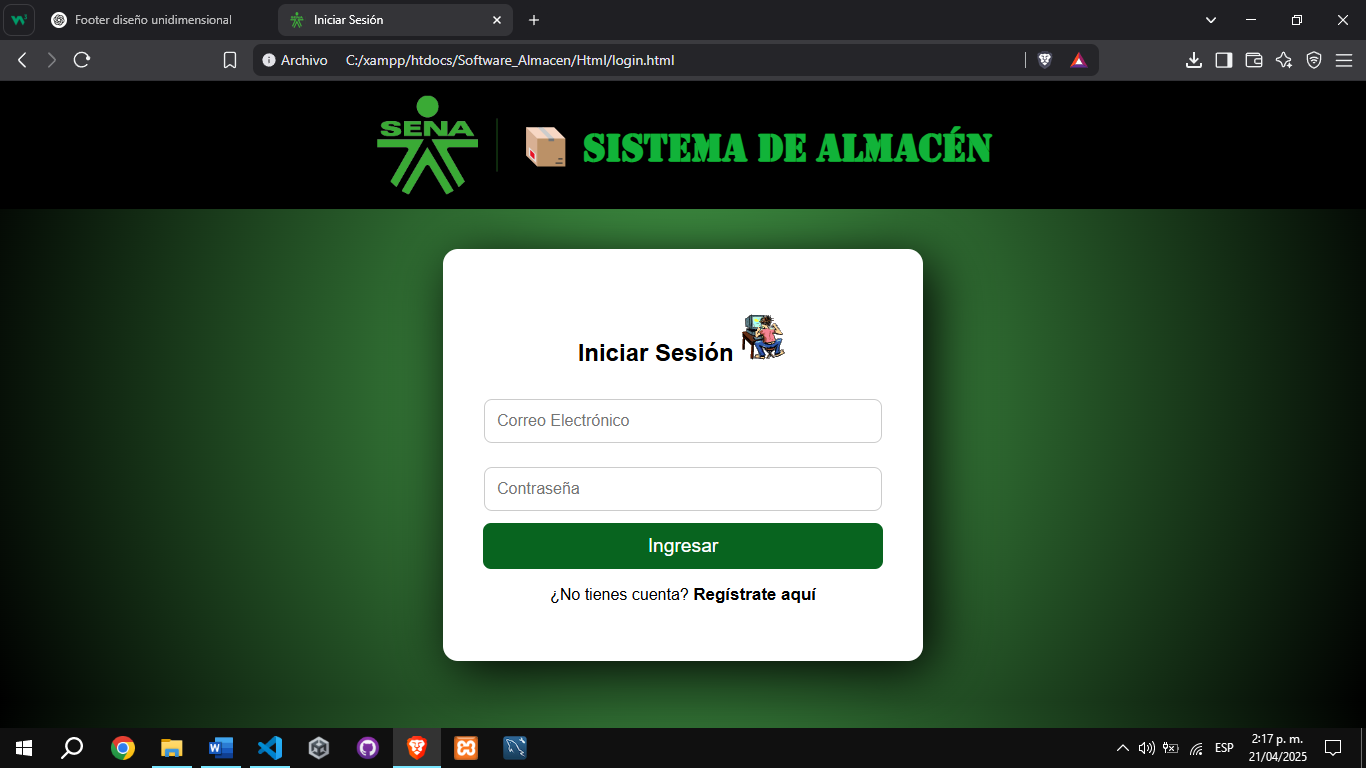 Footer diseño unidimensional
Iniciar Sesión
Archivo C:/xampp/htdocs/Software_Almacen/Html/login.html
SENA
SISTEMA DE ALMACÉN
Iniciar Sesión
Correo Electrónico
Contraseña
Ingresar
¿No tienes cuenta? Regístrate aquí
ESP
2:17 p. m.
21/04/2025